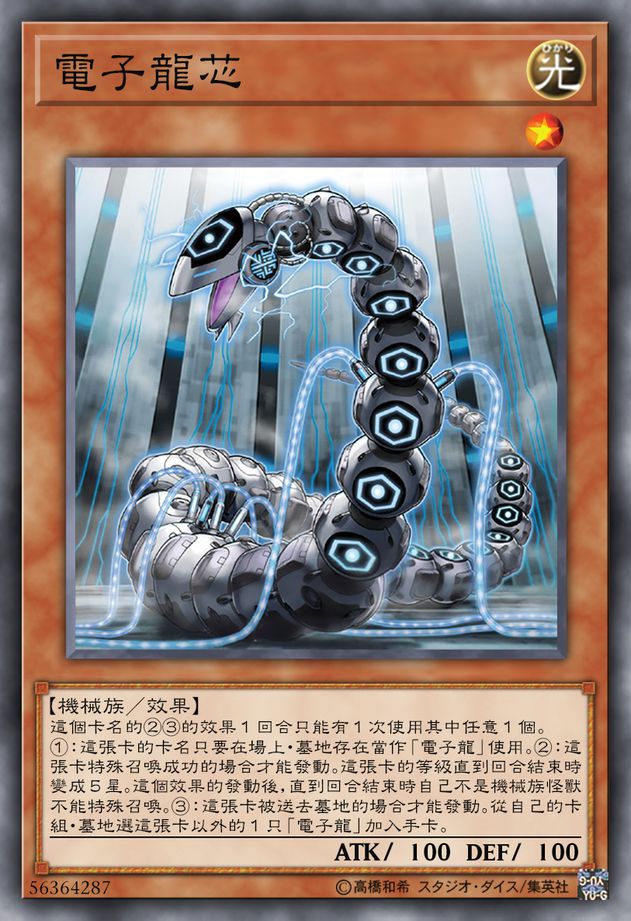 電子龍芯
ひかり
光
【機械族／效果】
這個卡名的②③的效果１回合只能有１次使用其中任意１個。
①：這張卡的卡名只要在場上・墓地存在當作「電子龍」使用。②：這
張卡特殊召喚成功的場合才能發動。這張卡的等級直到回合結束時
變成５星。這個效果的發動後，直到回合結束時自己不是機械族怪獸
不能特殊召喚。③：這張卡被送去墓地的場合才能發動。從自己的卡
組・墓地選這張卡以外的１只「電子龍」加入手卡。
ATK/ 100 DEF/ 100
56364287
©高橋和希 スタジオ・ダイス/集英社